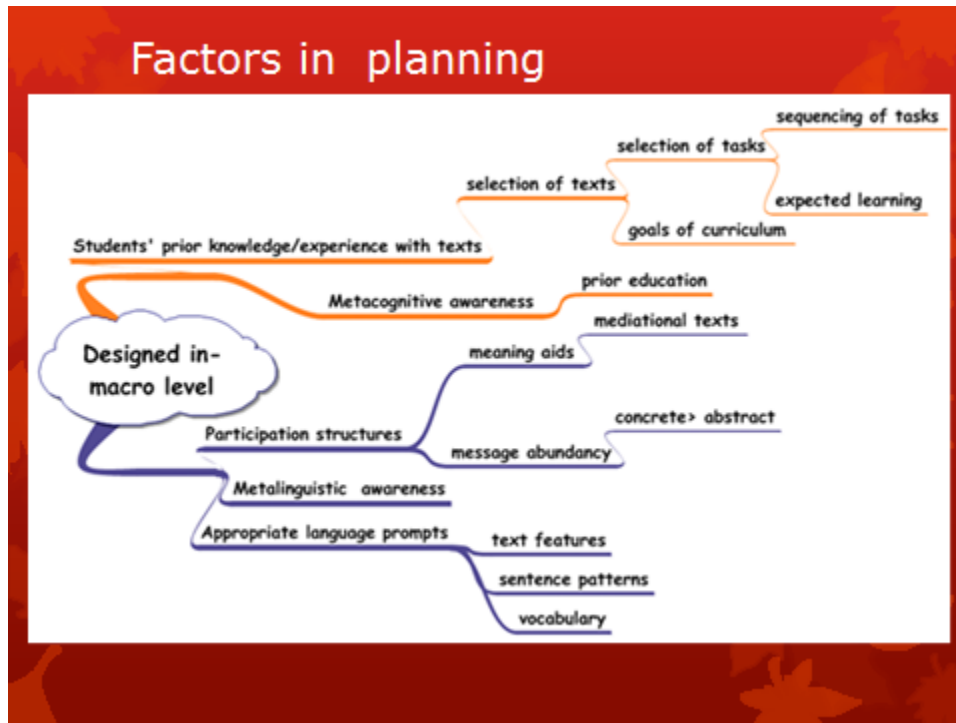 Factors in planning
sequencing of tasks
selection of tasks
selection of texts
expected learning
goals of curriculum
Students' prior knowledge/experience with texts
prior education
Metacognitive awareness
mediational texts
Designed in-
macro level
meaning aids
concrete> abstract
Participation structures
message abundancy
Metalinguistic awareness
Appropriate language prompts
text features
sentence patterns
vocabulary